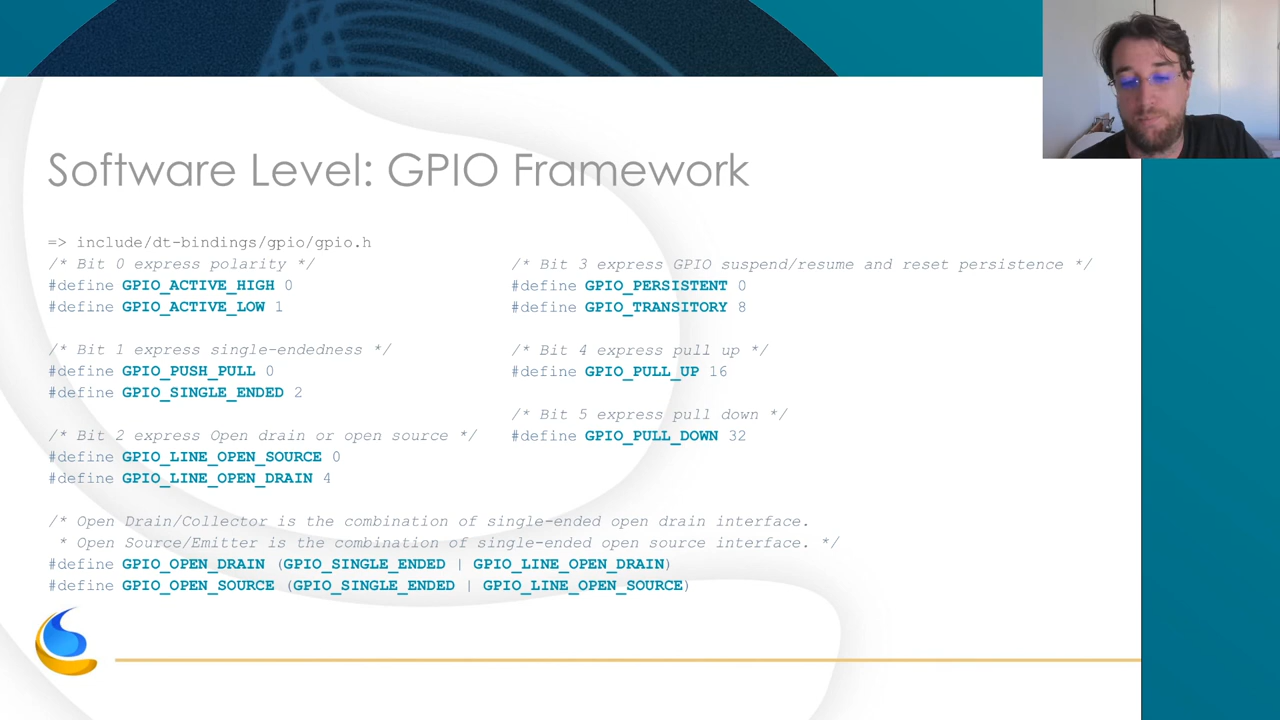 Software Level: GPIO Framework
=> include/dt-bindings/gpio/gpio.h
/* Bit 0 express polarity */
#define GPIO_ACTIVE_HIGH 0
#define GPIO_ACTIVE_LOW 1
/* Bit 1 express single-endedness */
#define GPIO_PUSH_PULL 0
#define GPIO_SINGLE_ENDED 2
/* Bit 2 express Open drain or open source */
#define GPIO_LINE_OPEN_SOURCE 0
#define GPIO_LINE_OPEN_DRAIN 4
/* Bit 3 express GPIO suspend/resume and reset persistence */
#define GPIO_PERSISTENT 0
#define GPIO_TRANSITORY 8
/* Bit 4 express pull up */
#define GPIO_PULL_UP 16
/* Bit 5 express pull down */
#define GPIO_PULL_DOWN 32
/* Open Drain/Collector is the combination of single-ended open drain interface.
* Open Source/Emitter is the combination of single-ended open source interface. */
#define GPIO_OPEN_DRAIN (GPIO_SINGLE_ENDED | GPIO_LINE_OPEN_DRAIN)
#define GPIO_OPEN_SOURCE (GPIO_SINGLE_ENDED | GPIO_LINE_OPEN_SOURCE)